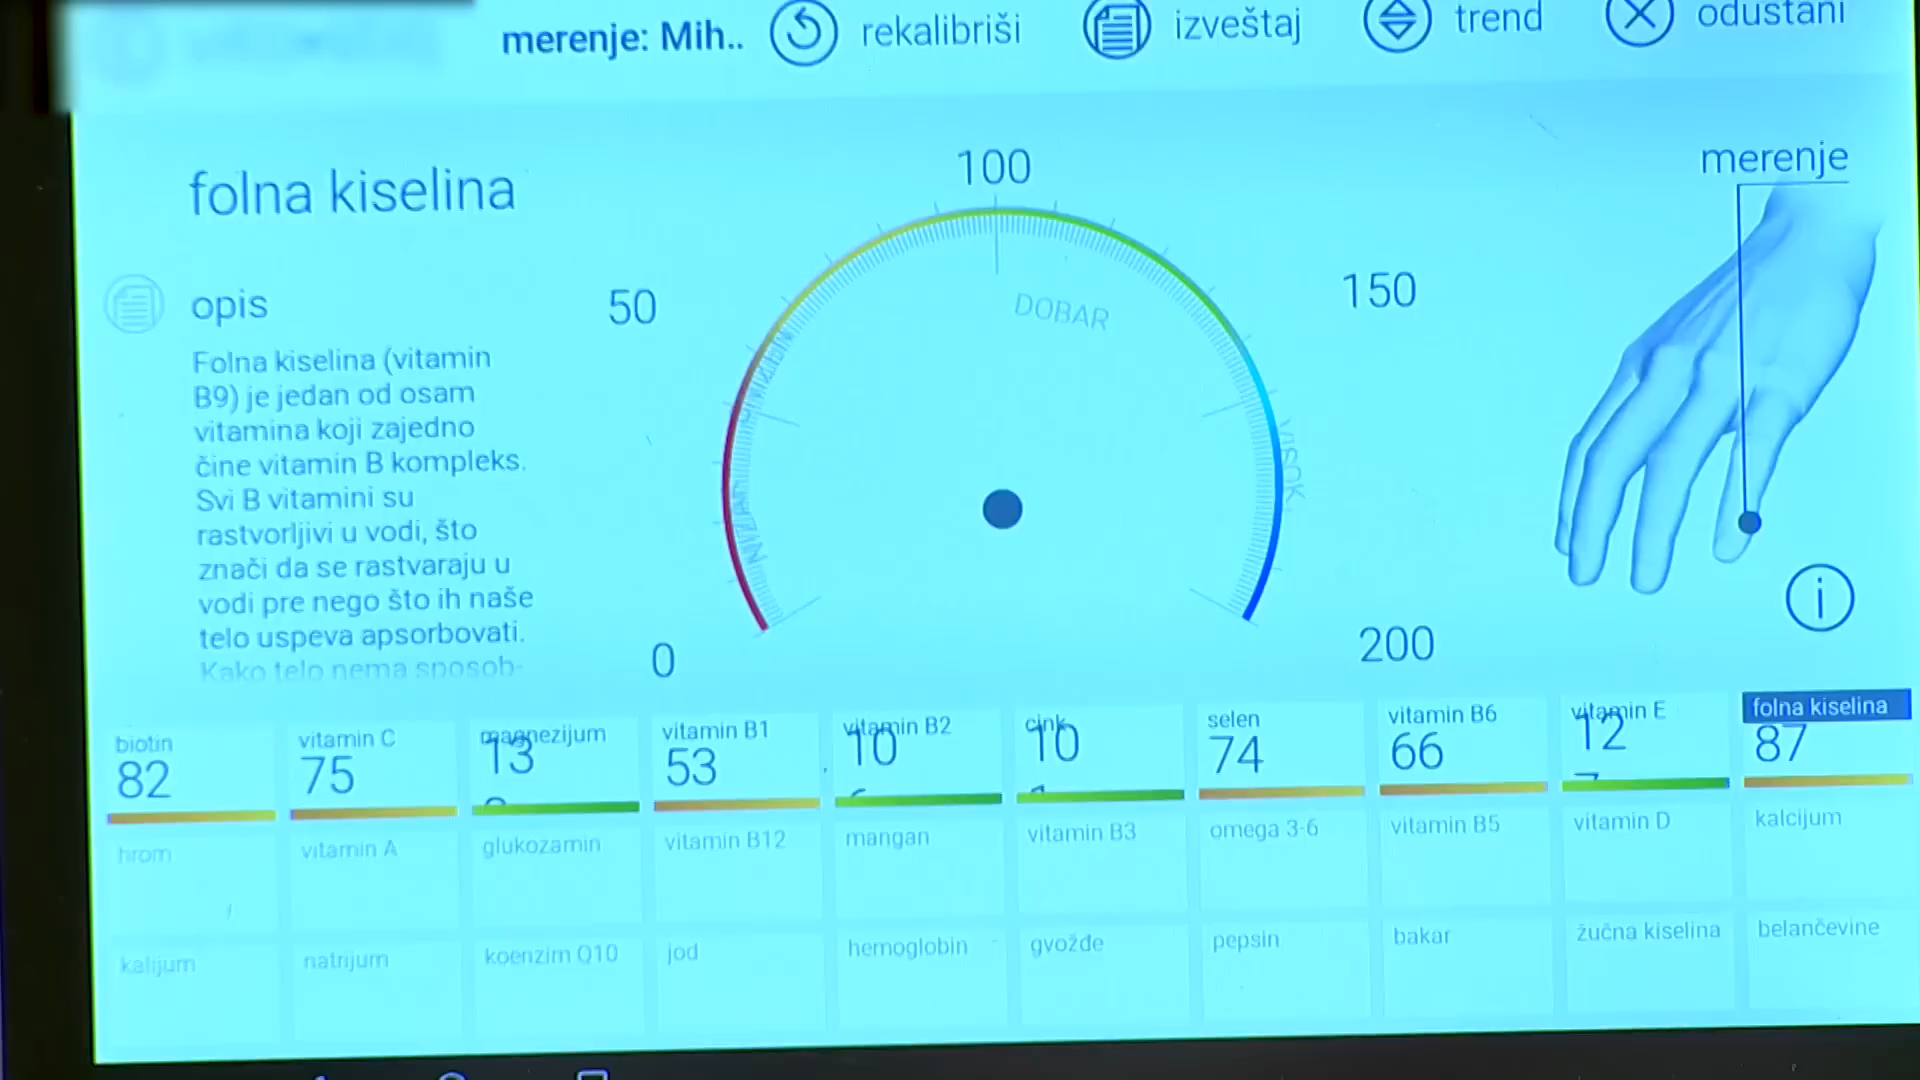 merenje: Mih..
rekalibriši
izveštaj
trend
odustani
folna kiselina
opis
Folna kiselina (vitamin
B9) je jedan od osam
vitamina koji zajedno
čine vitamin B kompleks.
Svi B vitamini su
rastvorljivi u vodi, što
znači da se rastvaraju u
vodi pre nego što ih naše
telo uspeva apsorbovati.
Kako telo nema sposob-
0
50
100
150
200
DOBAR
merenje
biotin
82
vitamin C
75
magnezijum
13
vitamin B1
53
vitamin B2
10
cink
10
selen
74
vitamin B6
66
vitamin E
12
folna kiselina
87
hrom
vitamin A
glukozamin
vitamin B12
mangan
vitamin B3
omega 3-6
vitamin B5
vitamin D
kalcijum
kalijum
natrijum
koenzim Q10
jod
hemoglobin
gvožđe
pepsin
bakar
žučna kiselina
belančevine